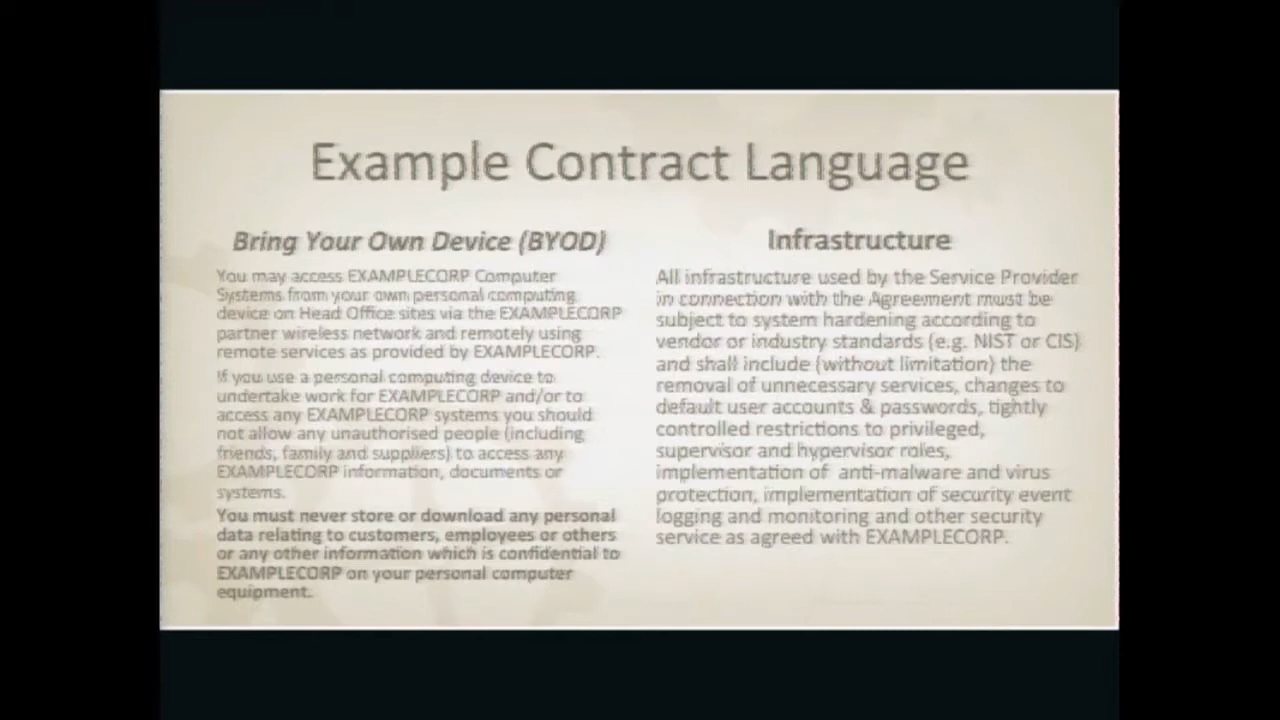 Example Contract Language
Bring Your Own Device (BYOD)
You may access EXAMPLECORP Computer
Systems from your own personal computing
device on Head Office sites via the EXAMPLECORP
partner wireless network and remotely using
remote services as provided by EXAMPLECORP.
If you use a personal computing device to
undertake work for EXAMPLECORP and/or to
access any EXAMPLECORP systems you should
not allow any unauthorised people (including
friends, family and suppliers) to access any
EXAMPLECORP information, documents or
systems.
You must never store or download any personal
data relating to customers, employees or others
or any other information which is confidential to
EXAMPLECORP on your personal computer
equipment.
Infrastructure
All infrastructure used by the Service Provider
in connection with the Agreement must be
subject to system hardening according to
vendor or industry standards (e.g. NIST or CIS)
and shall include (without limitation) the
removal of unnecessary services, changes to
default user accounts & passwords, tightly
controlled restrictions to privileged,
supervisor and hypervisor roles,
implementation of anti-malware and virus
protection, implementation of security event
logging and monitoring and other security
service as agreed with EXAMPLECORP.